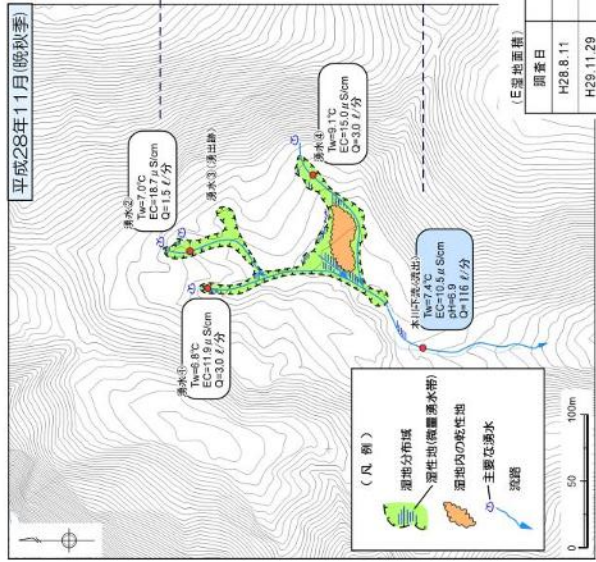 平成28年11月(晩秋季)
湧水①
Tw=6.8℃
EC=11.9μS/cm
Q=3.0ℓ/分
湧水②
Tw=7.0℃
EC=18.7μS/cm
Q=1.5ℓ/分
湧水③(湧出跡)
湧水④
Tw=9.1℃
EC=15.0μS/cm
Q=3.0ℓ/分
本川下流(流出)
Tw=7.4℃
EC=10.5μS/cm
pH=6.9
Q=116ℓ/分
(凡例)
湿地分布域
湿性地(微量湧水帯)
湿地内の乾性地
主要な湧水
流路
0 50 100m
(E湿地面積)
調査日
H28.8.11
H29.11.29